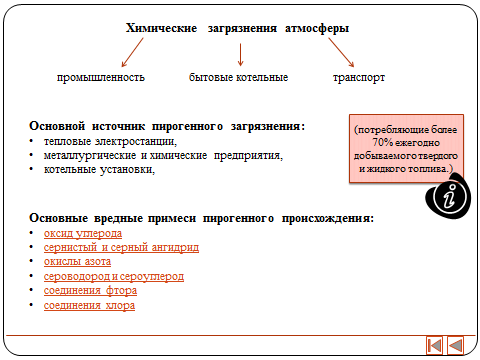 Химические загрязнения атмосферы
промышленность бытовые котельные транспорт
Основной источник пирогенного загрязнения:
• тепловые электростанции,
• металлургические и химические предприятия,
• котельные установки,
(потребляющие более
70% ежегодно
добываемого твердого
и жидкого топлива.)
i
Основные вредные примеси пирогенного происхождения:
• оксид углерода
• сернистый и серный ангидрид
• окислы азота
• сероводород и сероуглерод
• соединения фтора
• соединения хлора